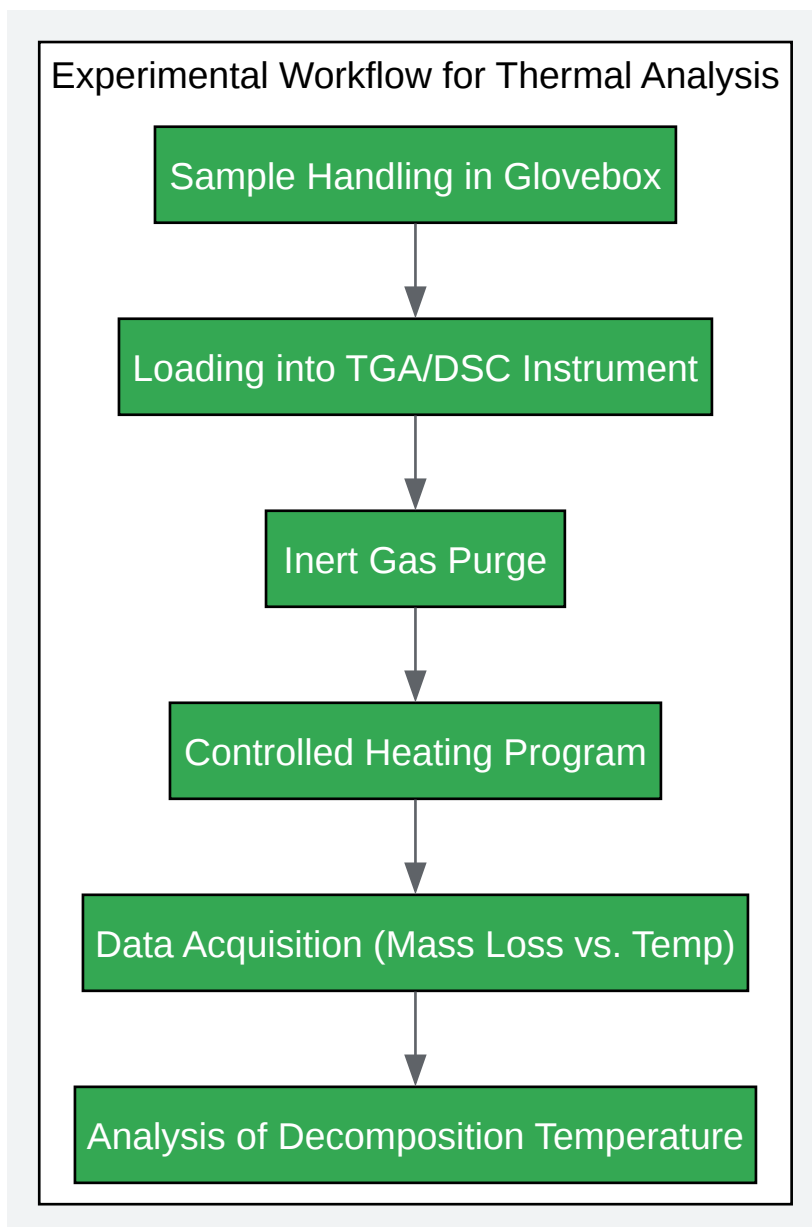 Experimental Workflow for Thermal Analysis
Sample Handling in Glovebox
Loading into TGA/DSC Instrument
Inert Gas Purge
Controlled Heating Program
Data Acquisition (Mass Loss vs. Temp)
Analysis of Decomposition Temperature